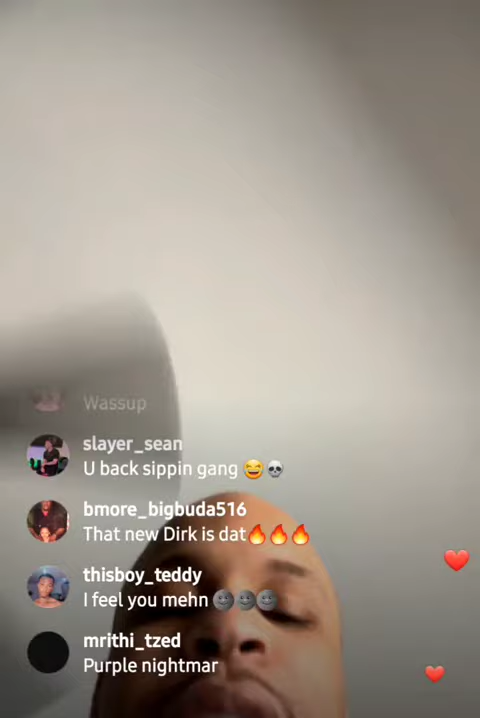 Wassup
slayer_sean
U back sippin gang 😂💀
bmore_bigbuda516
That new Dirk is dat🔥🔥🔥
thisboy_teddy
I feel you mehn 🌚🌚🌚
mrithi_tzed
Purple nightmar